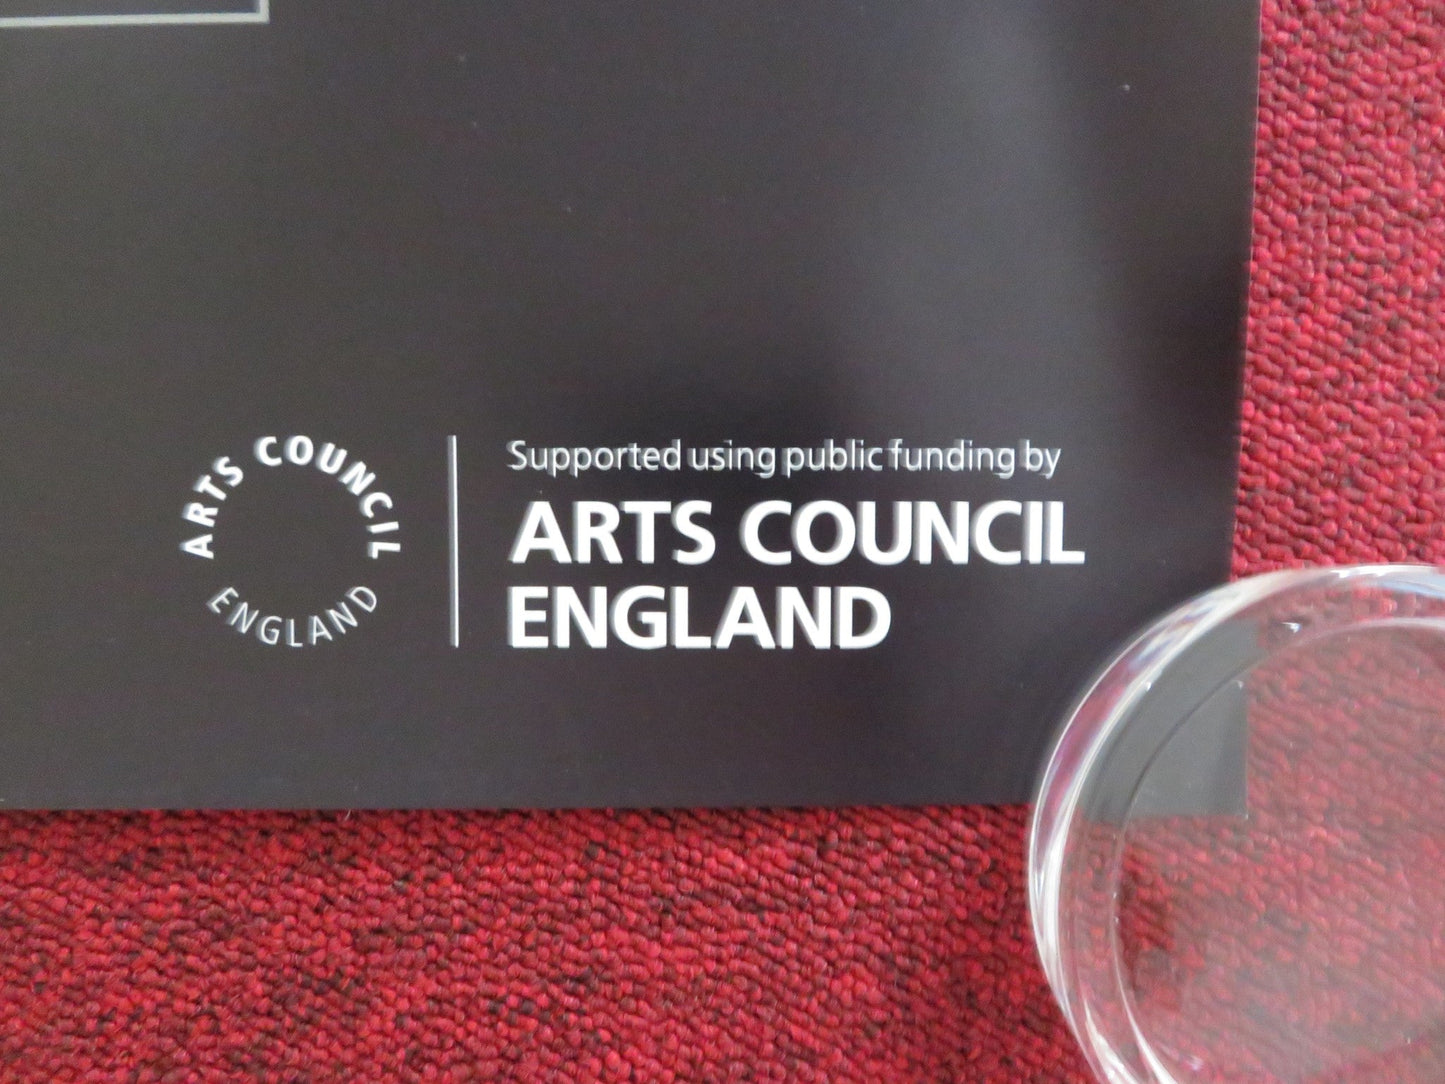 ARTS COUNCIL
ENGLAND
Supported using public funding by
ARTS COUNCIL
ENGLAND